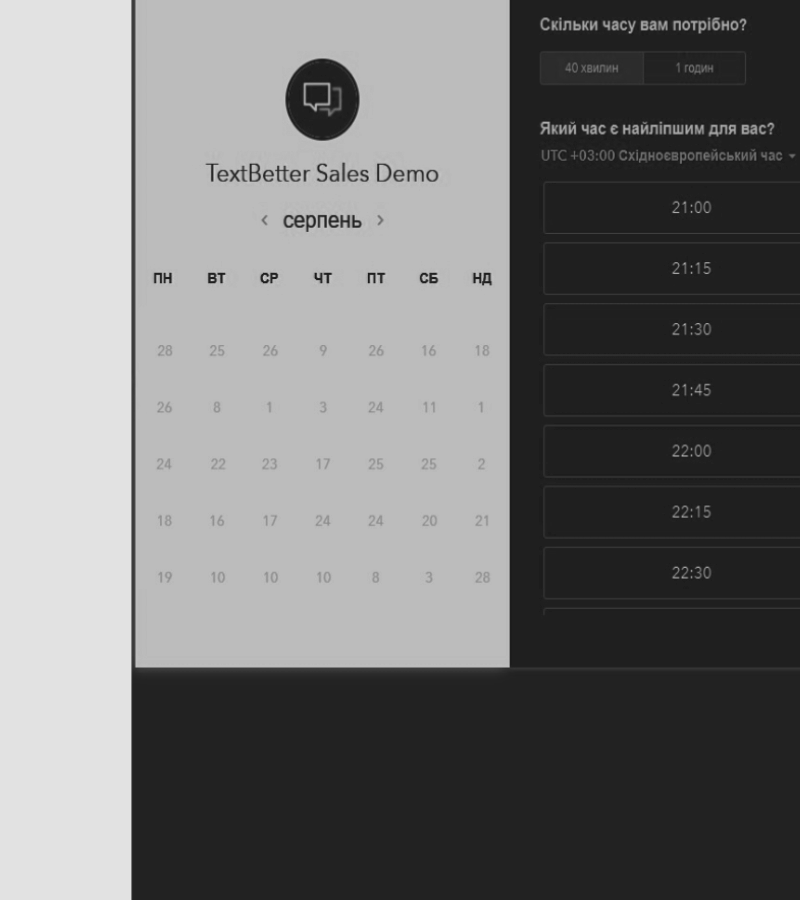 TextBetter Sales Demo
‹ серпень ›
ПН ВТ СР ЧТ ПТ СБ НД
28 25 26 9 26 16 18
26 8 1 3 24 11 1
24 22 23 17 25 25 2
18 16 17 24 24 20 21
19 10 10 10 8 3 28
Скільки часу вам потрібно?
40 хвилин 1 годин
Який час є найліпшим для вас?
UTC +03:00 Східноєвропейський час
21:00
21:15
21:30
21:45
22:00
22:15
22:30